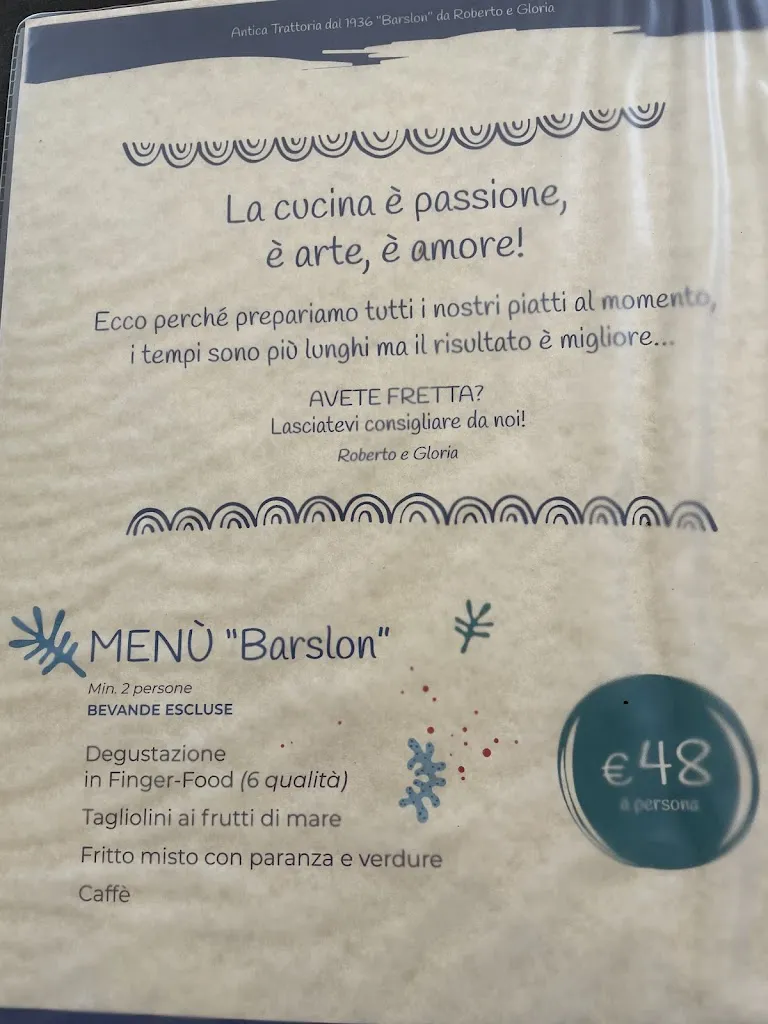 Antica Trattoria dal 1936 "Barslon" da Roberto e Gloria
La cucina è passione,
è arte, è amore!
Ecco perché prepariamo tutti i nostri piatti al momento,
i tempi sono più lunghi ma il risultato è migliore...
AVETE FRETTA?
Lasciatevi consigliare da noi!
Roberto e Gloria
MENÙ "Barslon"
Min. 2 persone
BEVANDE ESCLUSE
Degustazione
in Finger-Food (6 qualità)
Tagliolini ai frutti di mare
Fritto misto con paranza e verdure
Caffè
€48
a persona